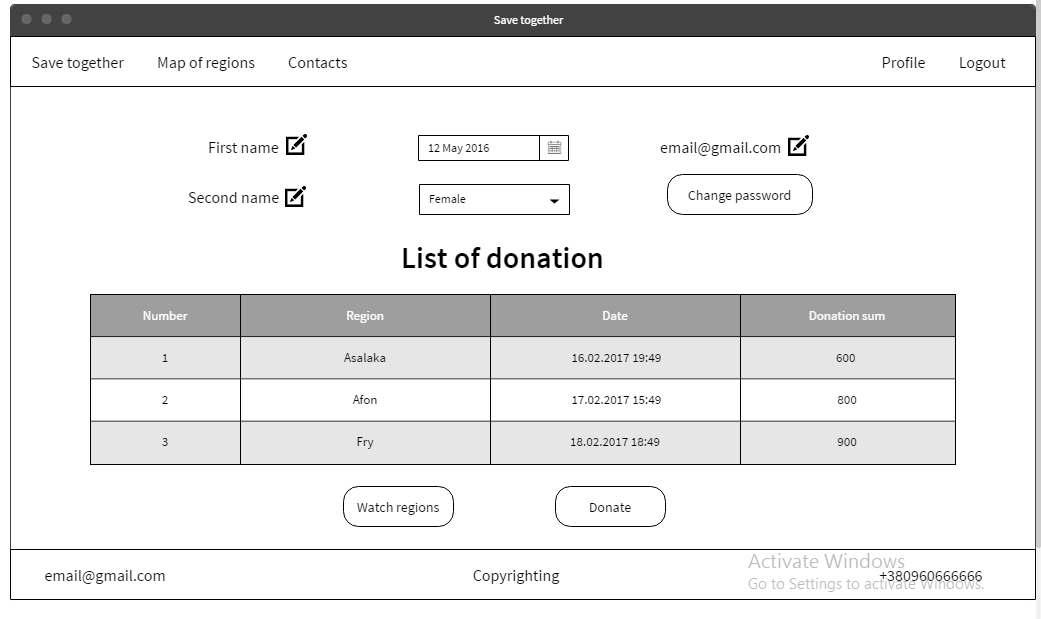 Save together
Save together Map of regions Contacts Profile Logout
First name 12 May 2016 email@gmail.com
Second name Female Change password
List of donation
Number Region Date Donation sum
1 Asalaka 16.02.2017 19:49 600
2 Afon 17.02.2017 15:49 800
3 Fry 18.02.2017 18:49 900
Watch regions Donate
Activate Windows
email@gmail.com Copyrighting +380960666666
Go to Settings to activate Windows.